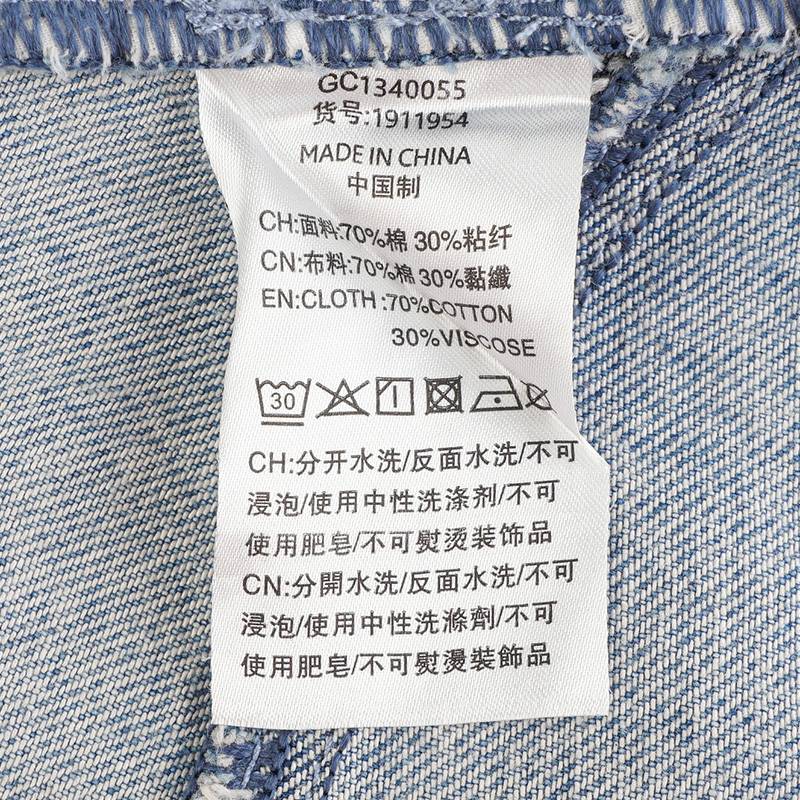 GC1340055
货号:1911954
MADE IN CHINA
中国制
CH:面料:70%棉 30%粘纤
CN:布料:70%棉 30%黏纖
EN:CLOTH :70%COTTON
30%VISCOSE
30
CH:分开水洗/反面水洗/不可
浸泡/使用中性洗涤剂/不可
使用肥皂/不可熨烫装饰品
CN:分開水洗/反面水洗/不可
浸泡/使用中性洗滌劑/不可
使用肥皂/不可熨燙裝飾品